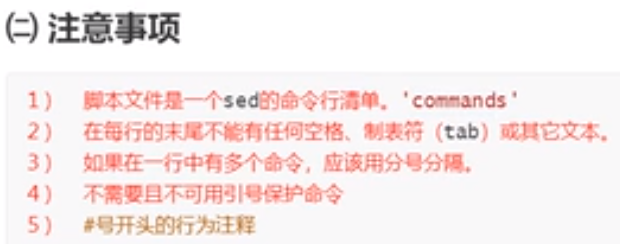 ㈡ 注意事项
1） 脚本文件是一个sed的命令行清单。'commands'
2） 在每行的末尾不能有任何空格、制表符（tab）或其它文本。
3） 如果在一行中有多个命令，应该用分号分隔。
4） 不需要且不可用引号保护命令
5） #号开头的行为注释